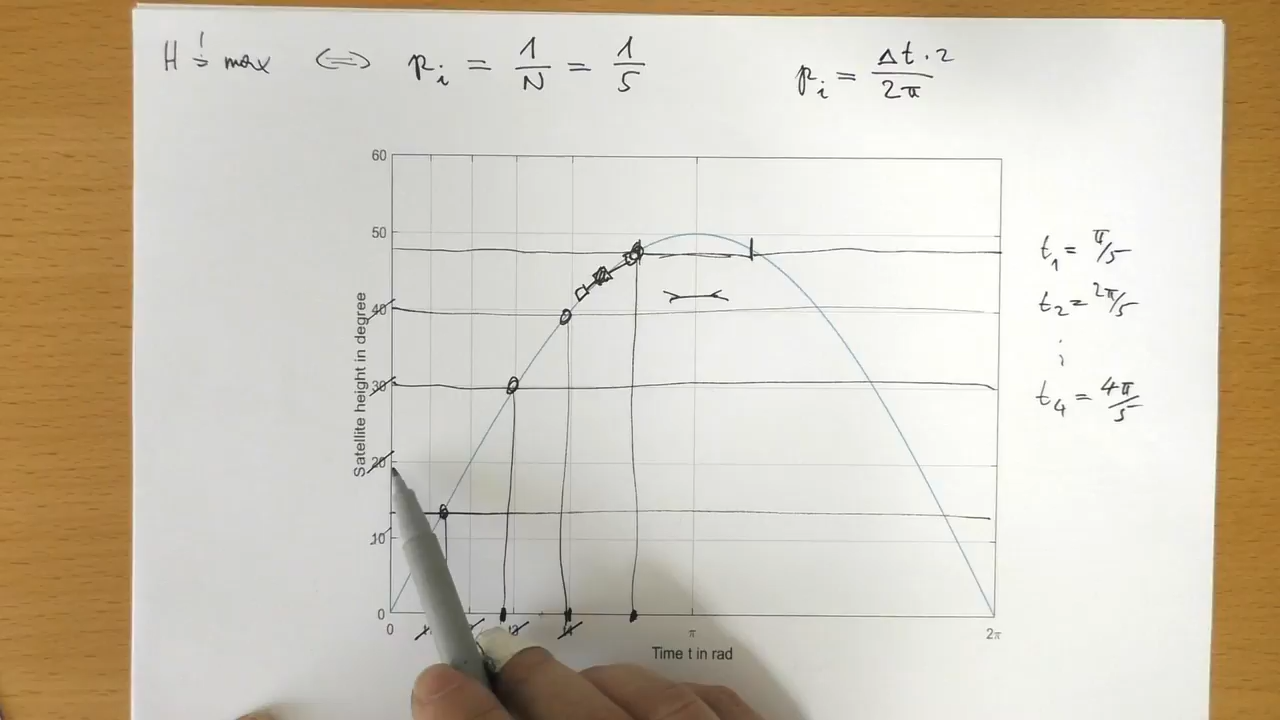 H != max ⇔ p_i = 1/N = 1/5
p_i = Δt·2/2π
60
50
40
30
20
10
0
Satellite height in degree
0
π
2π
Time t in rad
t_1 = π/5
t_2 = 2π/5
⋮
t_4 = 4π/5